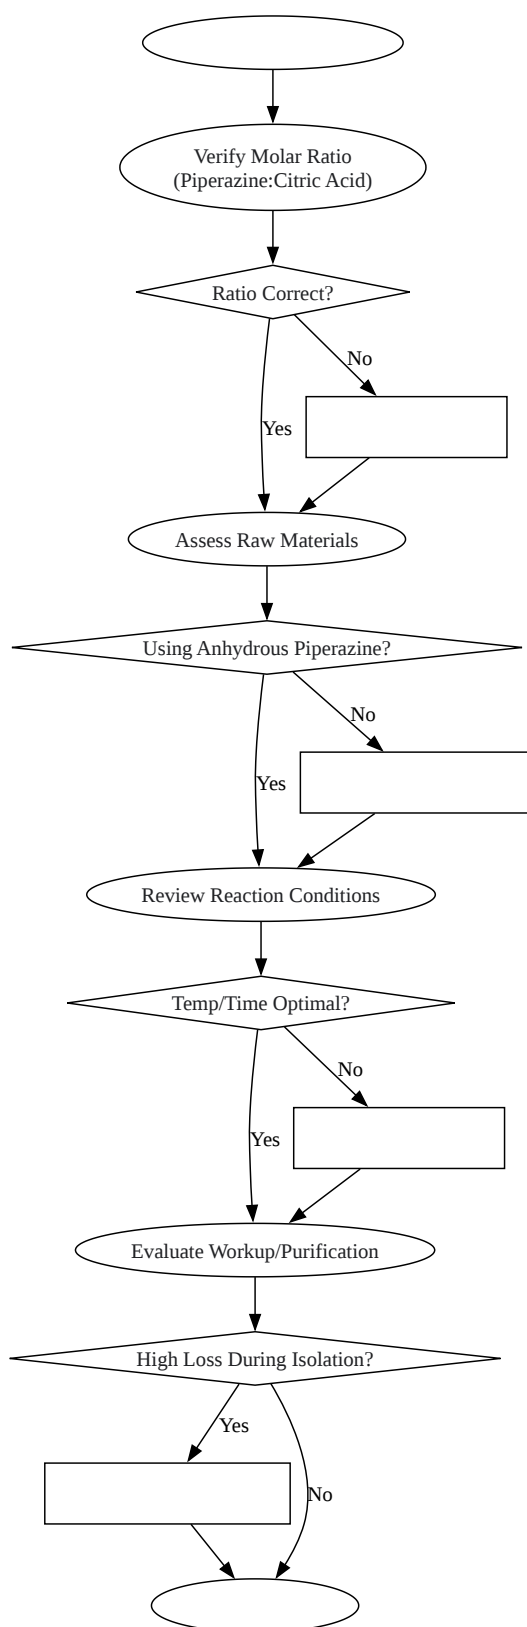 Verify Molar Ratio
(Piperazine:Citric Acid)
Ratio Correct?
No
Yes
Assess Raw Materials
Using Anhydrous Piperazine?
No
Yes
Review Reaction Conditions
Temp/Time Optimal?
No
Yes
Evaluate Workup/Purification
High Loss During Isolation?
Yes
No